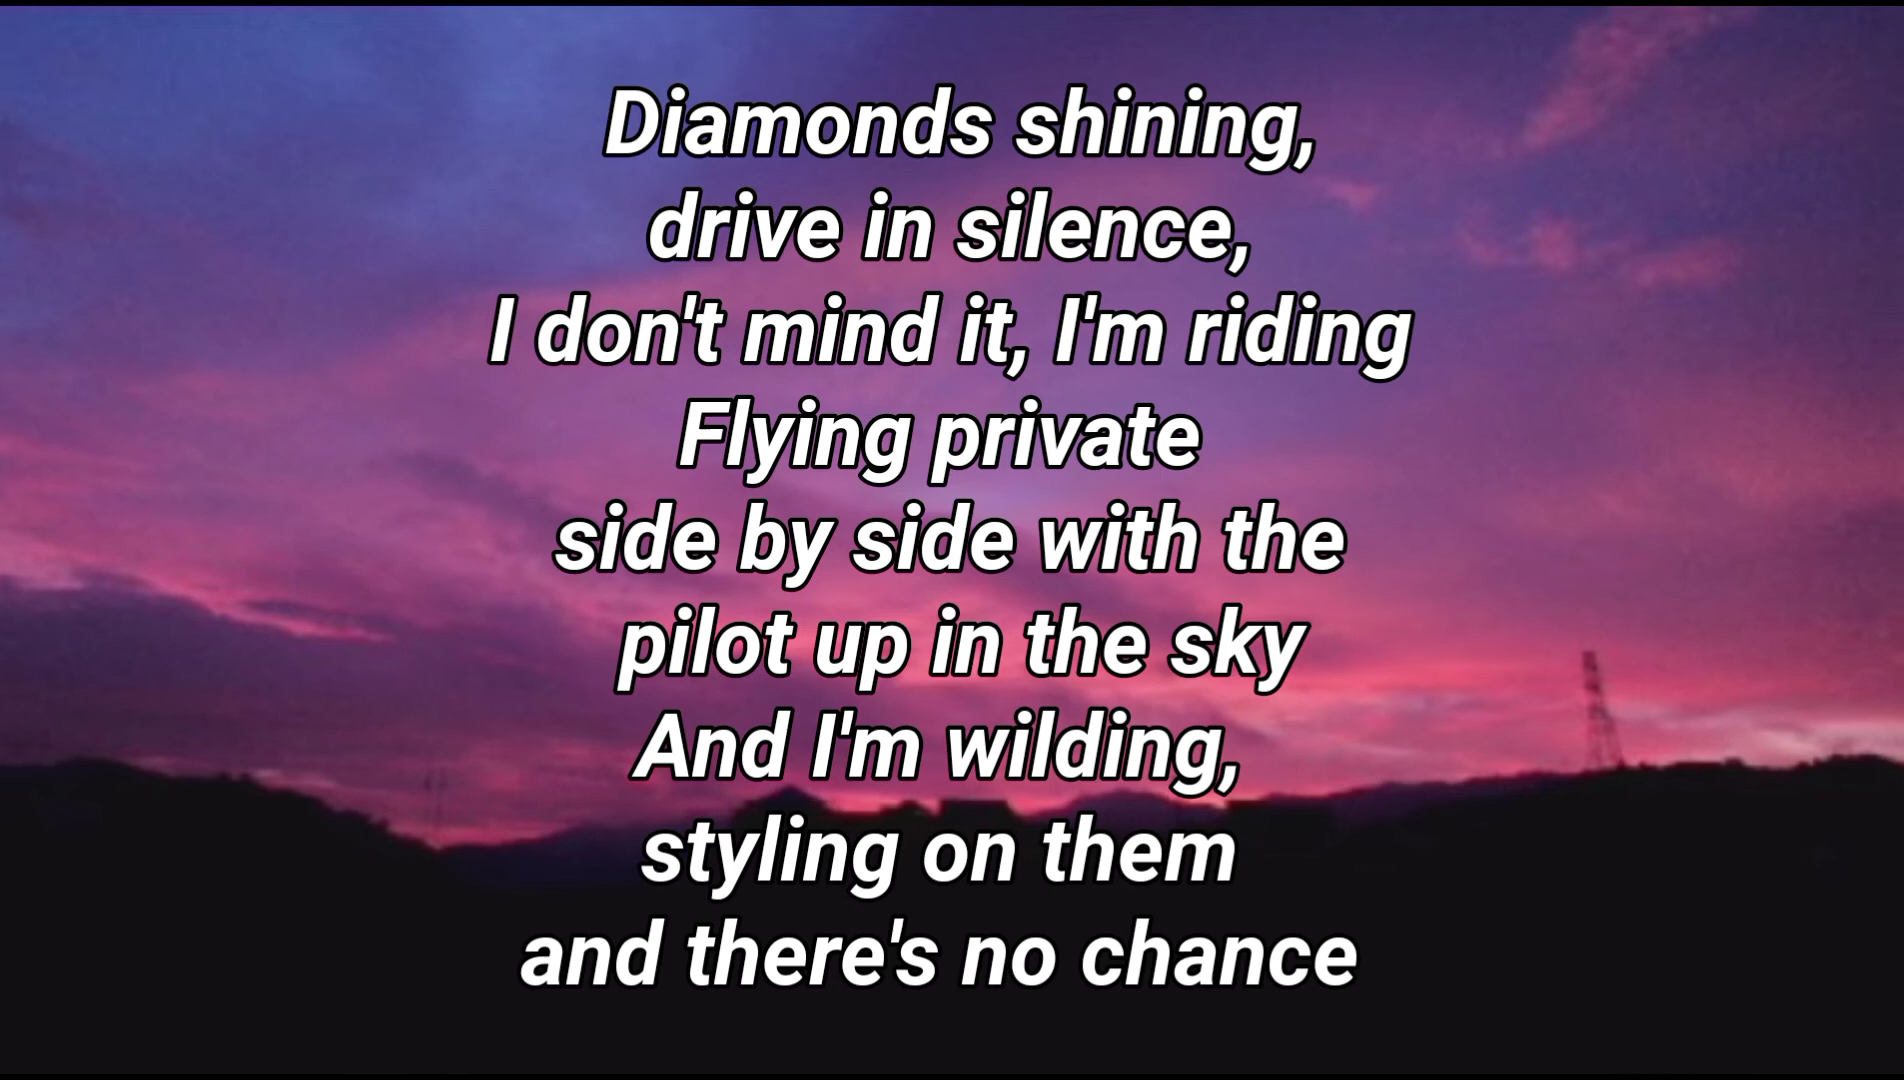 Diamonds shining,
drive in silence,
I don't mind it, I'm riding
Flying private
side by side with the
pilot up in the sky
And I'm wilding,
styling on them
and there's no chance